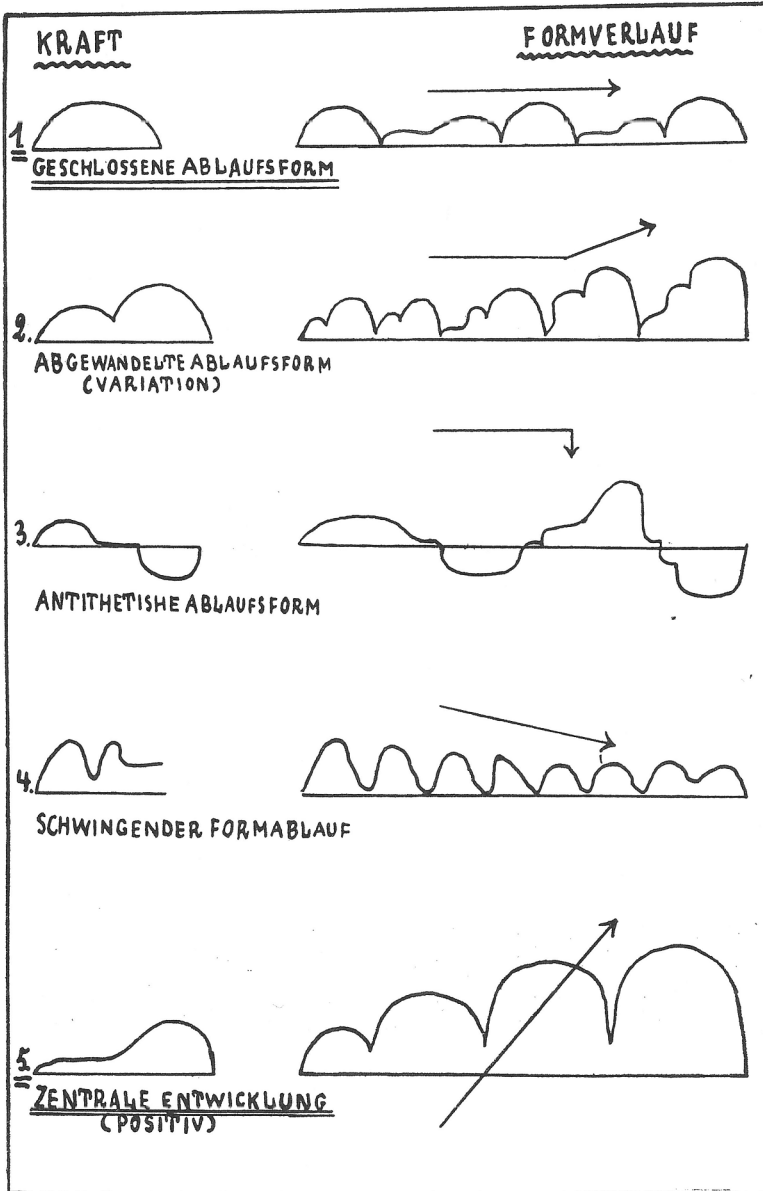 KRAFT
FORMVERLAUF
1
GESCHLOSSENE ABLAUFSFORM
2.
ABGEWANDELTE ABLAUFSFORM
(VARIATION)
3.
ANTITHETISHE ABLAUFSFORM
4.
SCHWINGENDER FORMABLAUF
5.
ZENTRALE ENTWICKLUNG
(POSITIV)